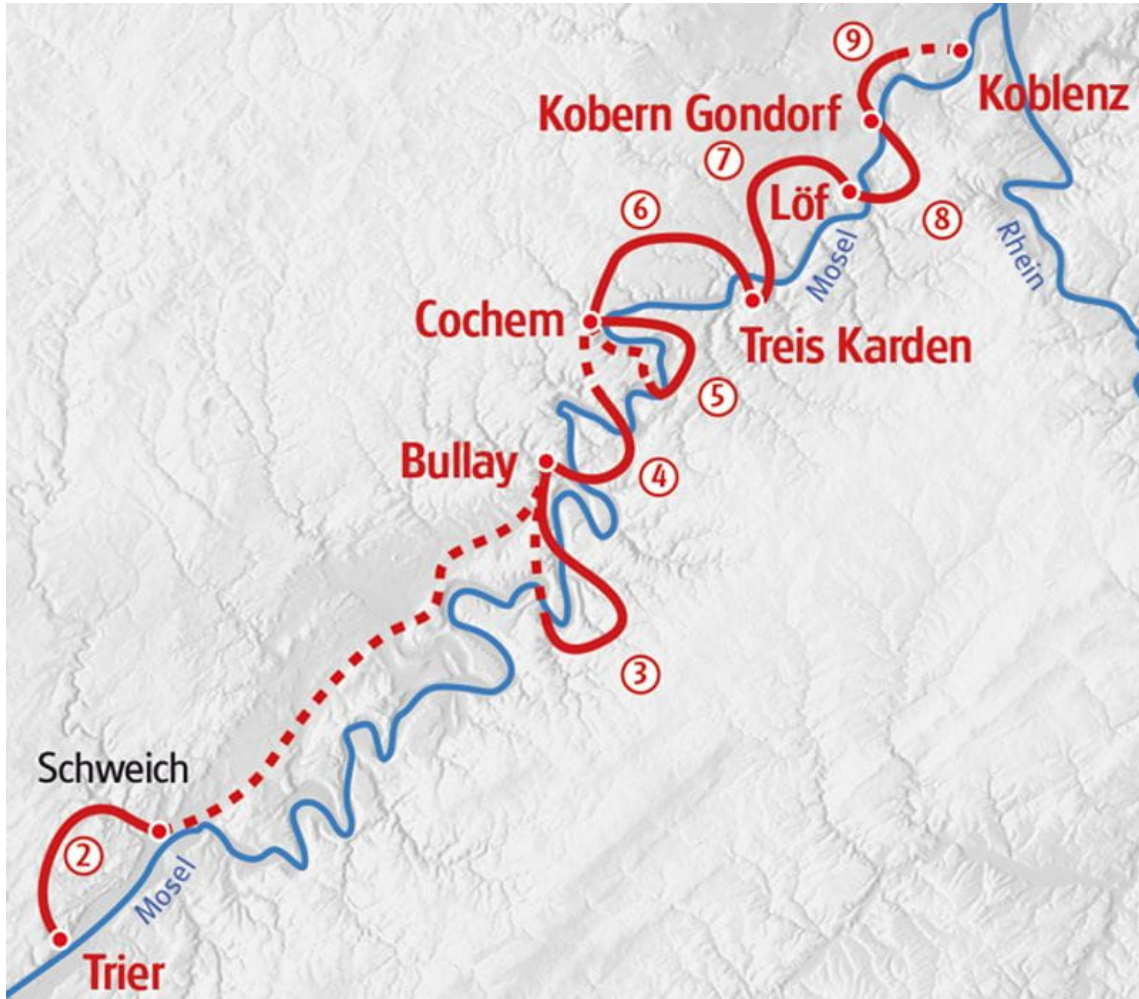 9
Koblenz
Kobern Gondorf
7
Löf
8
6
Mosel
Rhein
Cochem
Treis Karden
5
Bullay
4
3
Schweich
2
Mosel
Trier